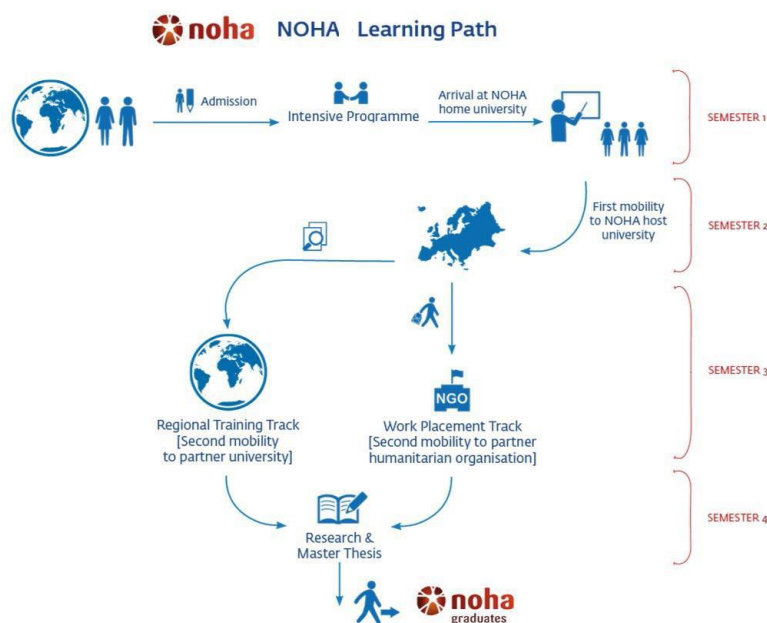 noha NOHA Learning Path
Admission
Intensive Programme
Arrival at NOHA
home university
SEMESTER 1
First mobility
to NOHA host
university
SEMESTER 2
SEMESTER 3
NGO
Regional Training Track
[Second mobility
to partner university]
Work Placement Track
[Second mobility to partner
humanitarian organisation]
SEMESTER 4
Research &
Master Thesis
noha
graduates